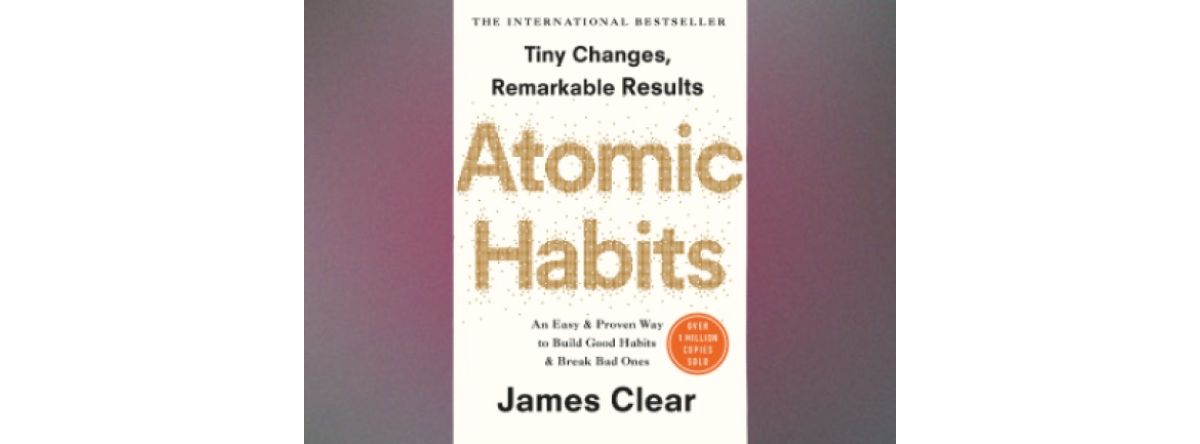 THE INTERNATIONAL BESTSELLER
Tiny Changes,
Remarkable Results
Atomic
Habits
An Easy & Proven Way
to Build Good Habits
& Break Bad Ones
OVER
1 MILLION
COPIES
SOLD
James Clear